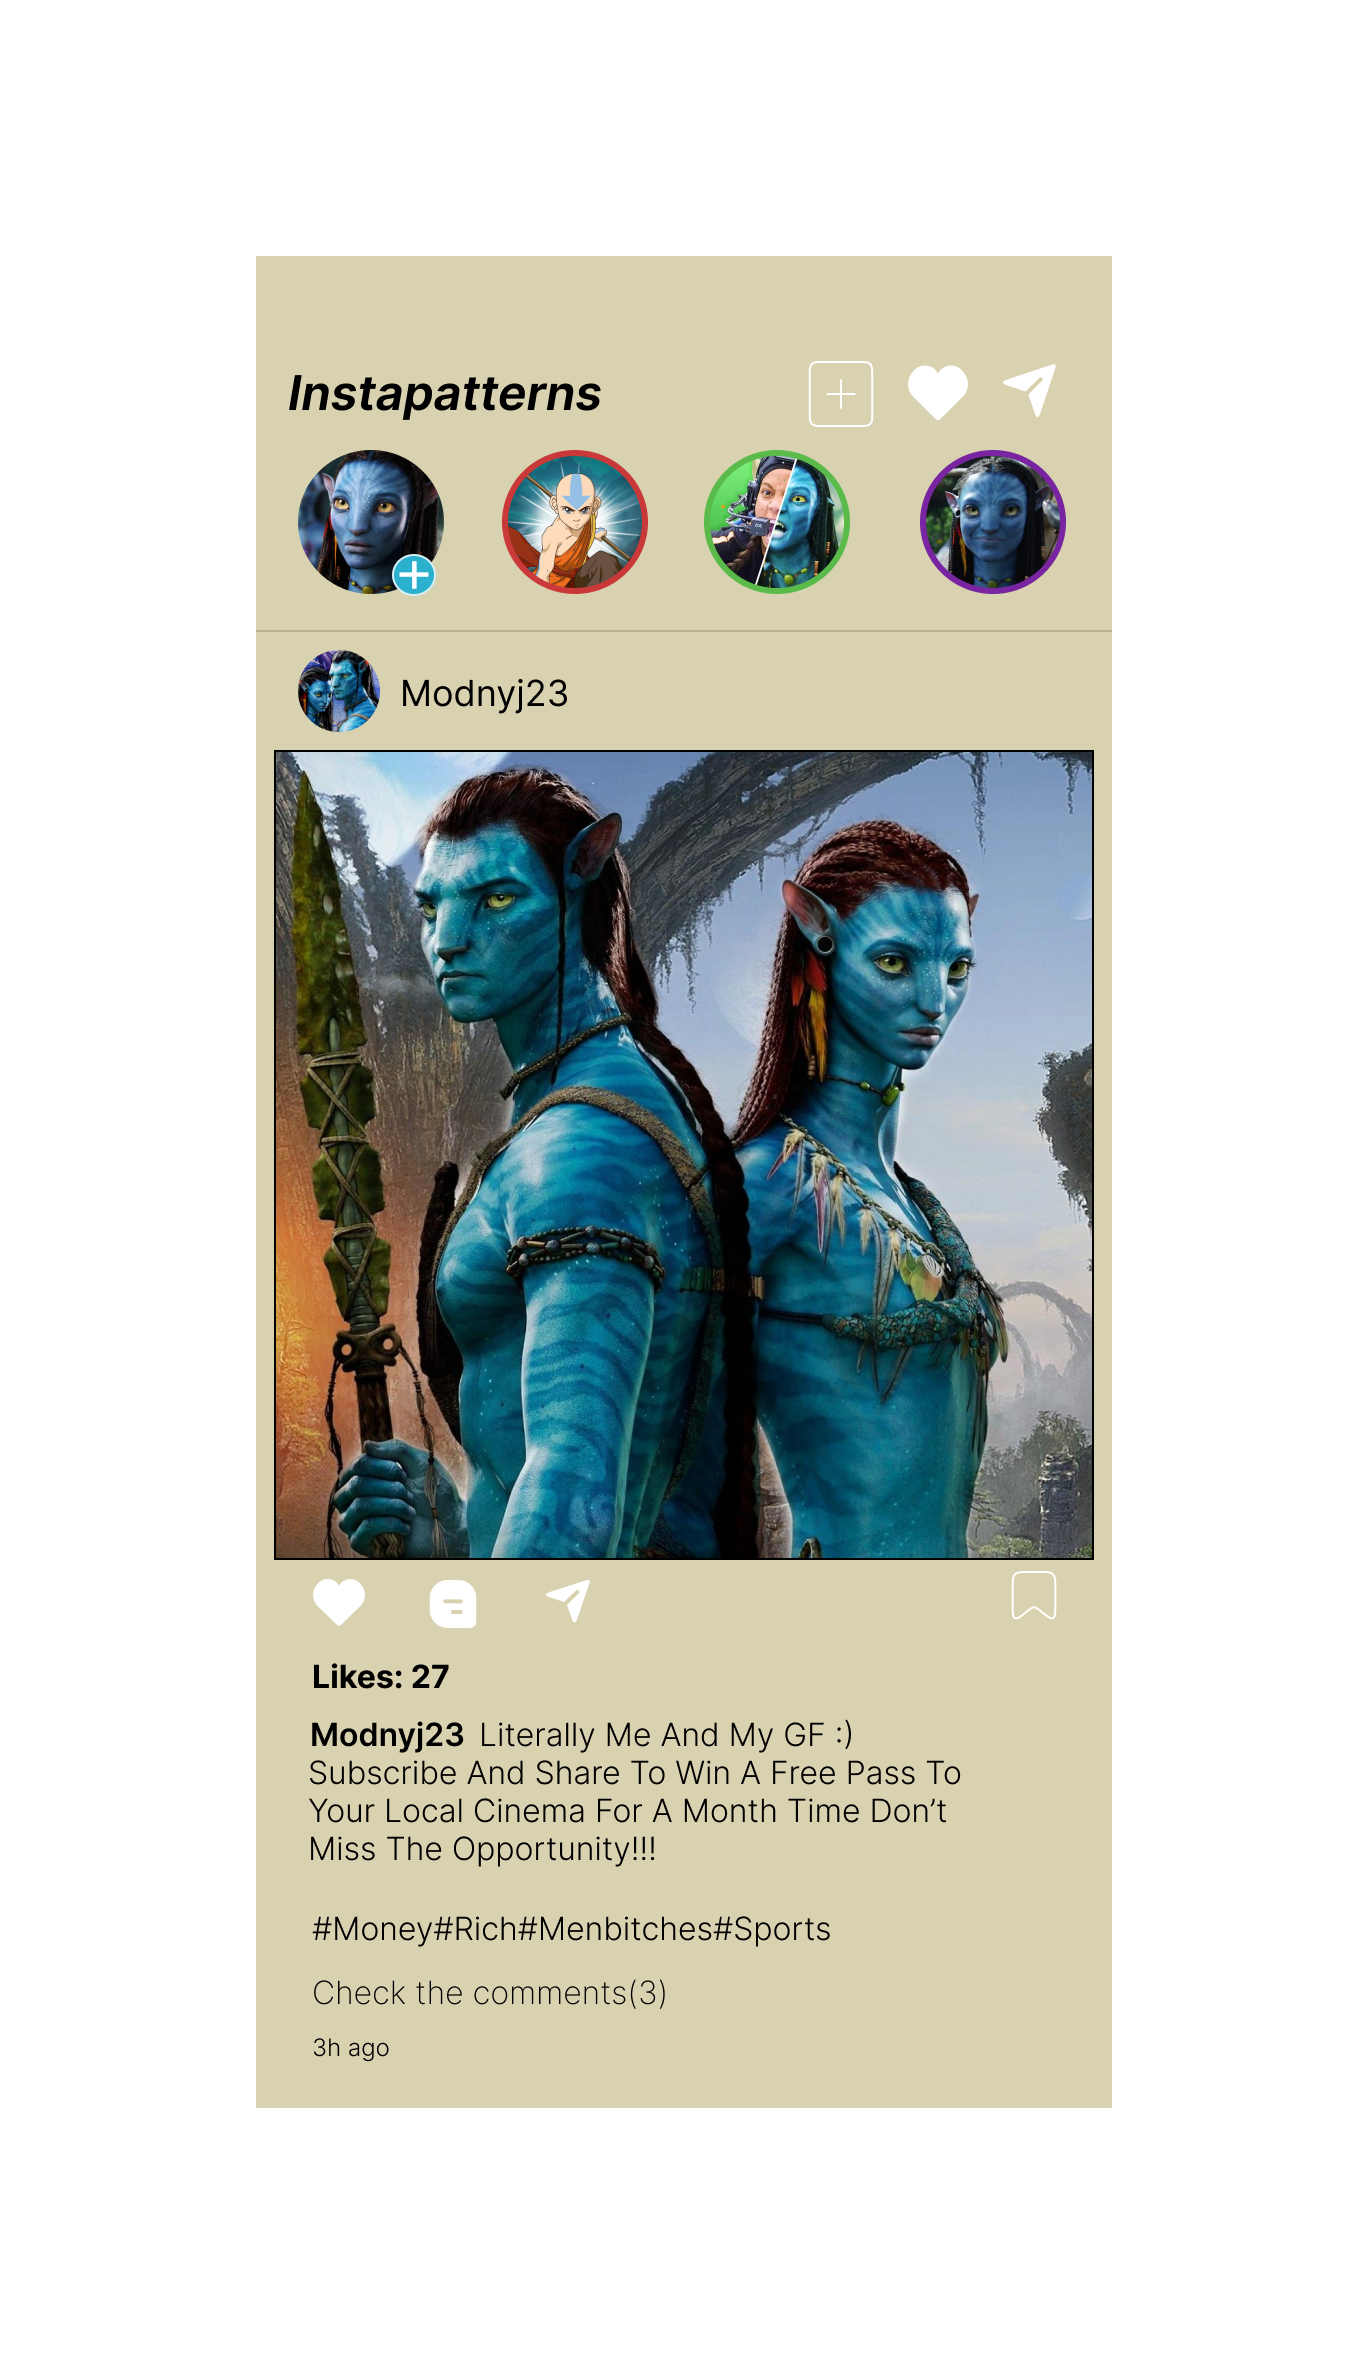 Instapatterns
Modnyj23
Likes: 27
Modnyj23 Literally Me And My GF :)
Subscribe And Share To Win A Free Pass To
Your Local Cinema For A Month Time Don’t
Miss The Opportunity!!!
#Money#Rich#Menbitches#Sports
Check the comments(3)
3h ago